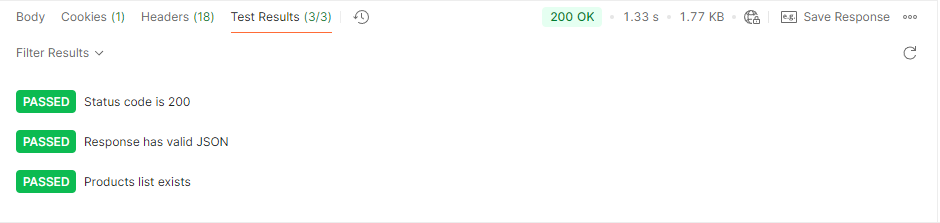 Body Cookies (1) Headers (18) Test Results (3/3) 200 OK 1.33 s 1.77 KB e.g. Save Response
Filter Results
PASSED Status code is 200
PASSED Response has valid JSON
PASSED Products list exists